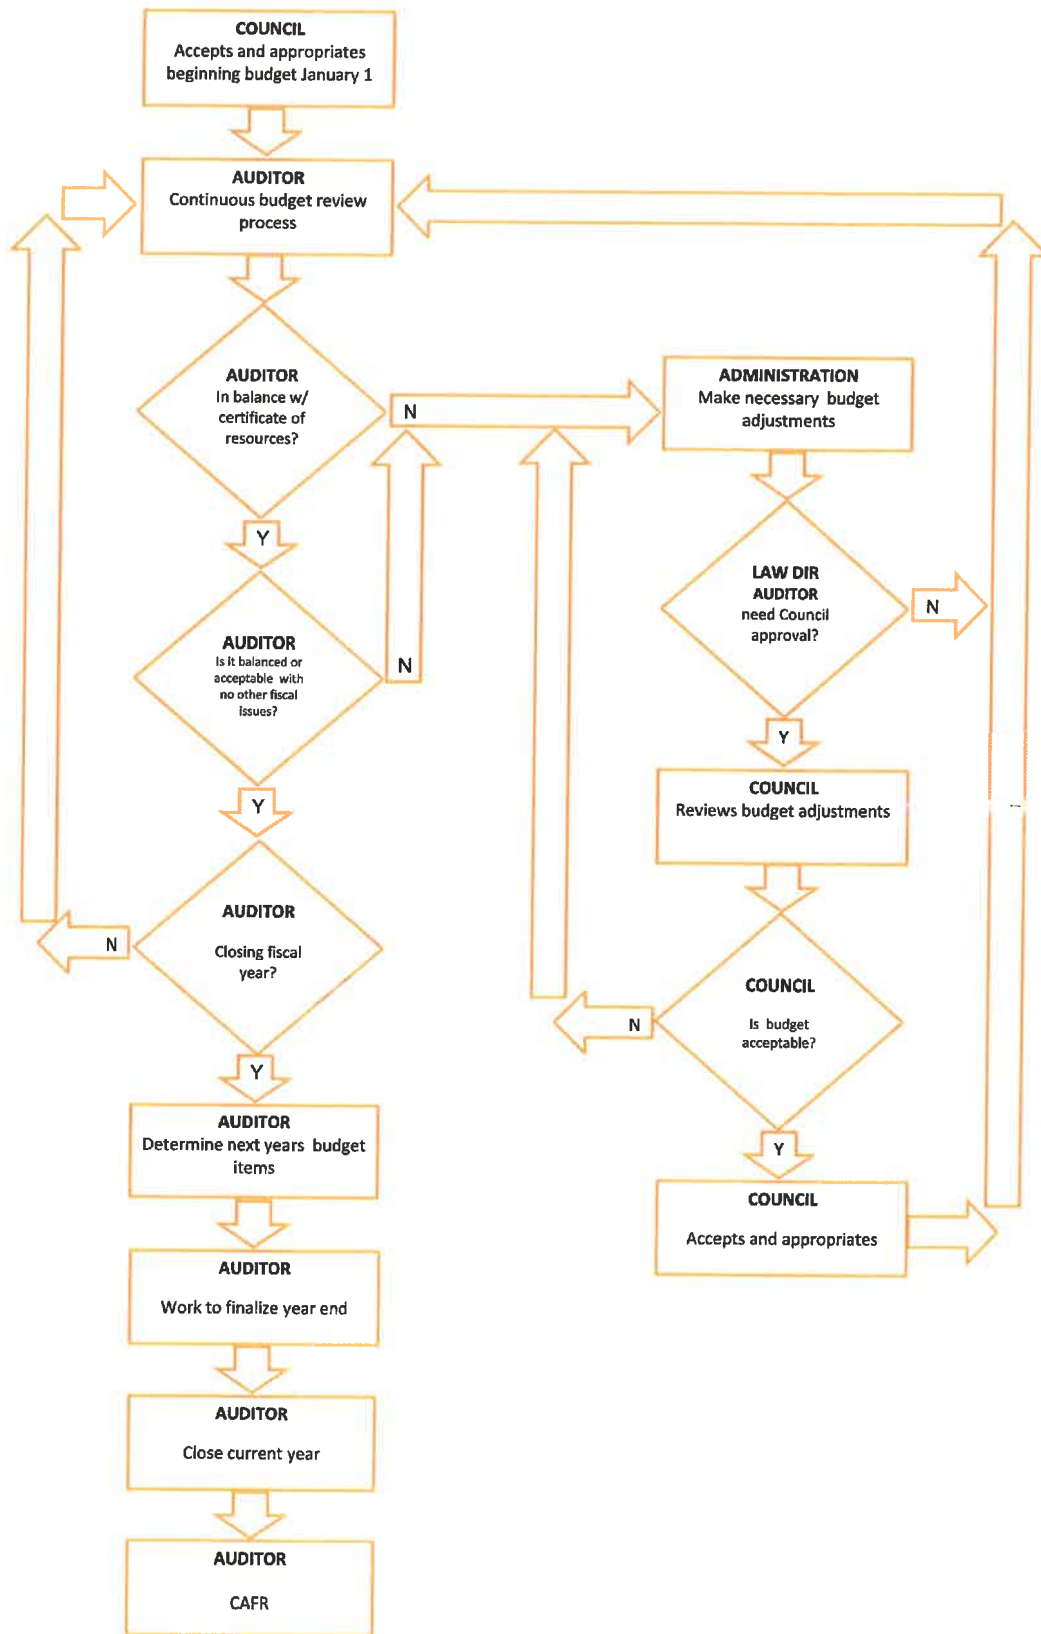 COUNCIL
Accepts and appropriates
beginning budget January 1
AUDITOR
Continuous budget review
process
AUDITOR
In balance w/
certificate of
resources?
N
ADMINISTRATION
Make necessary budget
adjustments
Y
LAW DIR
AUDITOR
need Council
approval?
N
AUDITOR
Is it balanced or
acceptable with
no other fiscal
issues?
N
Y
COUNCIL
Reviews budget adjustments
Y
AUDITOR
Closing fiscal
year?
N
COUNCIL
Is budget
acceptable?
N
Y
AUDITOR
Determine next years budget
items
Y
COUNCIL
Accepts and appropriates
AUDITOR
Work to finalize year end
AUDITOR
Close current year
AUDITOR
CAFR